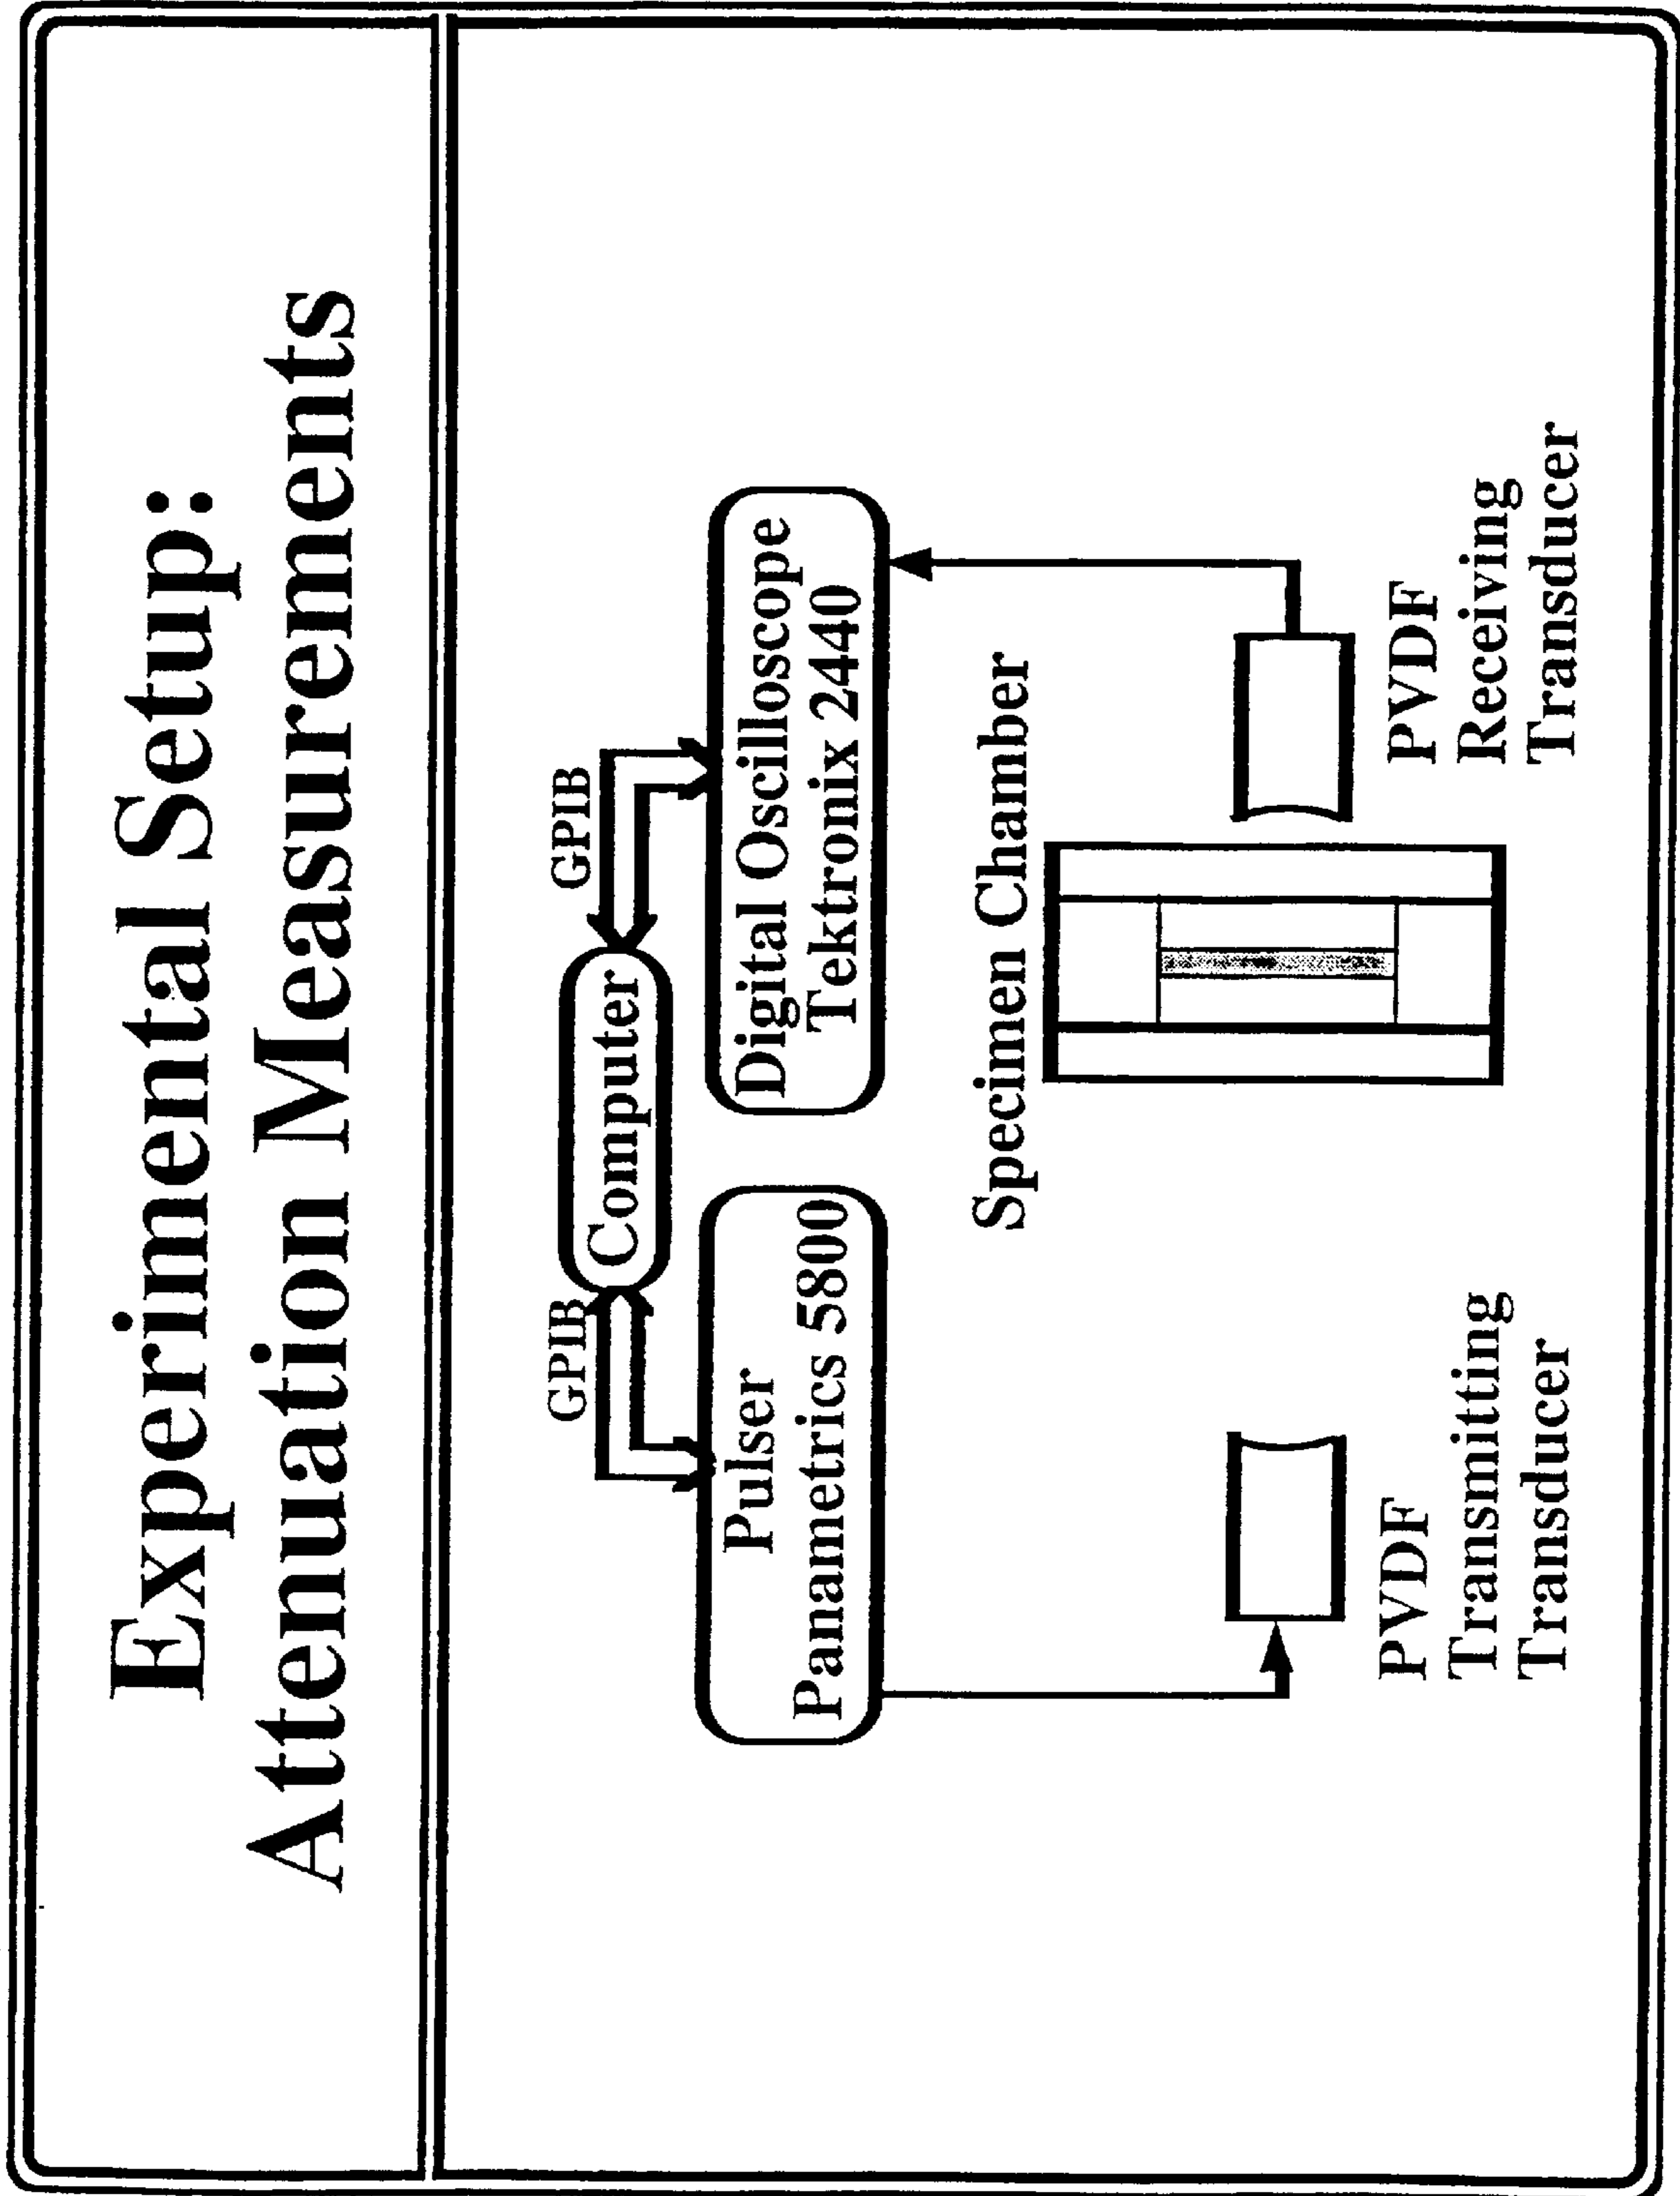 Experimental Setup:
Attenuation Measurements
GPIB
Computer
GPIB
Pulser
Panametrics 5800
Digital Oscilloscope
Tektronix 2440
Specimen Chamber
PVDF
Transmitting
Transducer
PVDF
Receiving
Transducer